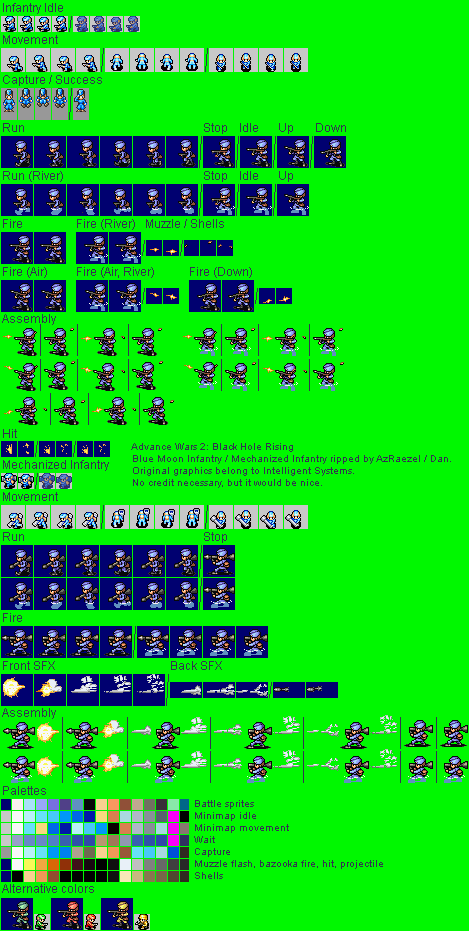 Infantry Idle
Movement
Capture / Success
Run Stop Idle Up Down
Run (River) Stop Idle Up
Fire Fire (River) Muzzle / Shells
Fire (Air) Fire (Air, River) Fire (Down)
Assembly
Hit
Advance Wars 2: Black Hole Rising
Blue Moon Infantry / Mechanized Infantry ripped by AzRaezel / Dan.
Original graphics belong to Intelligent Systems.
No credit necessary, but it would be nice.
Mechanized Infantry
Movement
Run Stop
Fire
Front SFX Back SFX
Assembly
Palettes
Battle sprites
Minimap idle
Minimap movement
Wait
Capture
Muzzle flash, bazooka fire, hit, projectile
Shells
Alternative colors